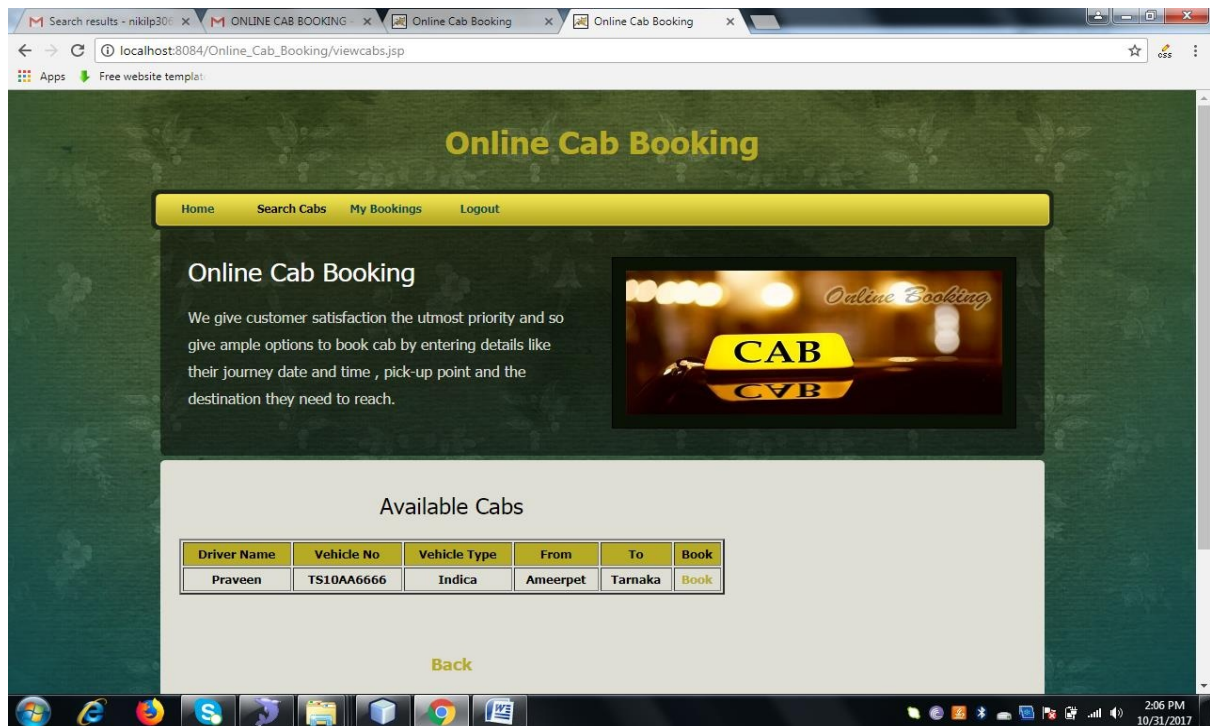 Search results - nikilp306
ONLINE CAB BOOKING -
Online Cab Booking
Online Cab Booking
localhost:8084/Online_Cab_Booking/viewcabs.jsp
css
Apps
Free website templat
Online Cab Booking
Home Search Cabs My Bookings Logout
Online Cab Booking
We give customer satisfaction the utmost priority and so
give ample options to book cab by entering details like
their journey date and time , pick-up point and the
destination they need to reach.
Online Booking
CAB
CAB
Available Cabs
Driver Name Vehicle No Vehicle Type From To Book
Praveen TS10AA6666 Indica Ameerpet Tarnaka Book
Back
2:06 PM
10/31/2017